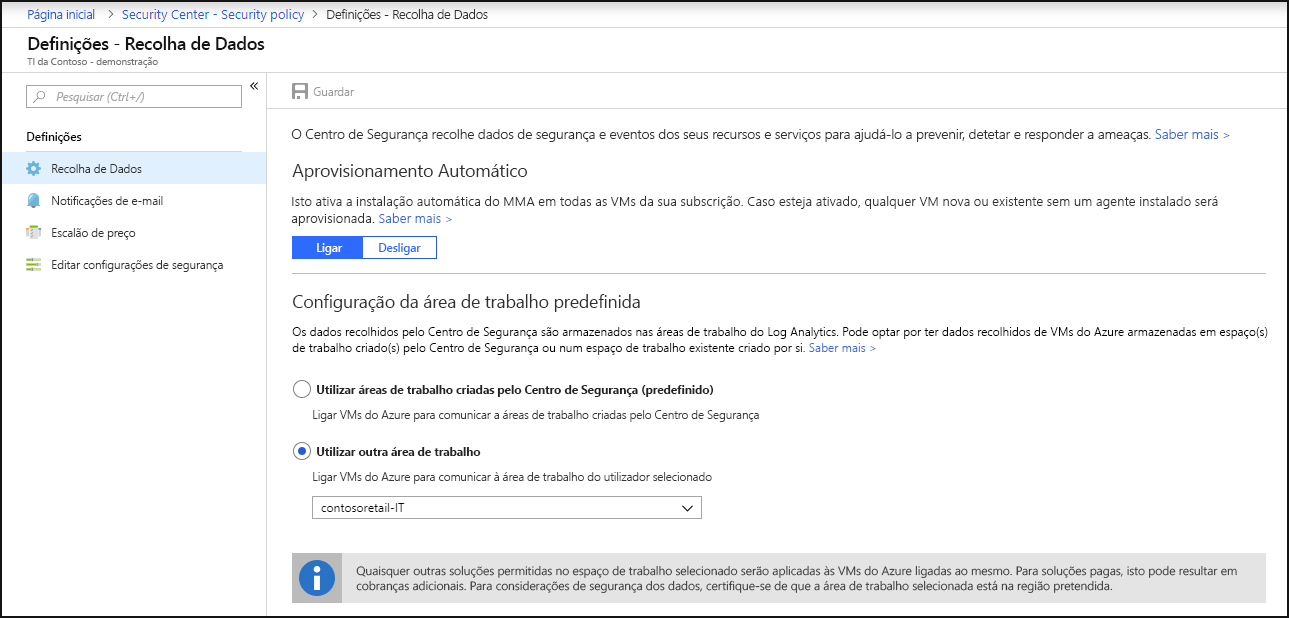 Página inicial > Security Center - Security policy > Definições - Recolha de Dados
Definições - Recolha de Dados
TI da Contoso - demonstração
Pesquisar (Ctrl+/)
«
Definições
Recolha de Dados
Notificações de e-mail
Escalão de preço
Editar configurações de segurança
Guardar
O Centro de Segurança recolhe dados de segurança e eventos dos seus recursos e serviços para ajudá-lo a prevenir, detetar e responder a ameaças. Saber mais >
Aprovisionamento Automático
Isto ativa a instalação automática do MMA em todas as VMs da sua subscrição. Caso esteja ativado, qualquer VM nova ou existente sem um agente instalado será
aprovisionada. Saber mais >
Ligar Desligar
Configuração da área de trabalho predefinida
Os dados recolhidos pelo Centro de Segurança são armazenados nas áreas de trabalho do Log Analytics. Pode optar por ter dados recolhidos de VMs do Azure armazenadas em espaço(s)
de trabalho criado(s) pelo Centro de Segurança ou num espaço de trabalho existente criado por si. Saber mais >
Utilizar áreas de trabalho criadas pelo Centro de Segurança (predefinido)
Ligar VMs do Azure para comunicar a áreas de trabalho criadas pelo Centro de Segurança
Utilizar outra área de trabalho
Ligar VMs do Azure para comunicar à área de trabalho do utilizador selecionado
contosoretail-IT
Quaisquer outras soluções permitidas no espaço de trabalho selecionado serão aplicadas às VMs do Azure ligadas ao mesmo. Para soluções pagas, isto pode resultar em
cobranças adicionais. Para considerações de segurança dos dados, certifique-se de que a área de trabalho selecionada está na região pretendida.